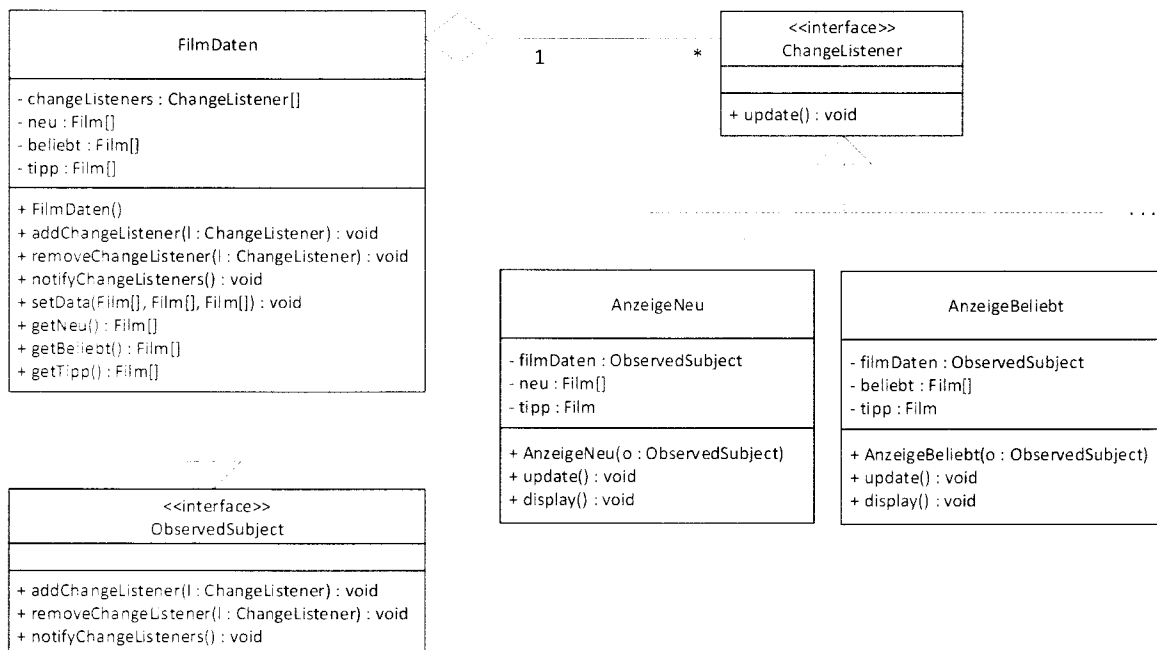 FilmDaten
- changeListeners : ChangeListener[]
- neu : Film[]
- beliebt : Film[]
- tipp : Film[]
+ FilmDaten()
+ addChangeListener(l : ChangeListener) : void
+ removeChangeListener(l : ChangeListener) : void
+ notifyChangeListeners() : void
+ setData(Film[], Film[], Film[]) : void
+ getNeu() : Film[]
+ getBeliebt() : Film[]
+ getTipp() : Film[]
1
*
<<interface>>
ChangeListener
+ update() : void
...
AnzeigeNeu
- filmDaten : ObservedSubject
- neu : Film[]
- tipp : Film
+ AnzeigeNeu(o : ObservedSubject)
+ update() : void
+ display() : void
AnzeigeBeliebt
- filmDaten : ObservedSubject
- beliebt : Film[]
- tipp : Film
+ AnzeigeBeliebt(o : ObservedSubject)
+ update() : void
+ display() : void
<<interface>>
ObservedSubject
+ addChangeListener(l : ChangeListener) : void
+ removeChangeListener(l : ChangeListener) : void
+ notifyChangeListeners() : void